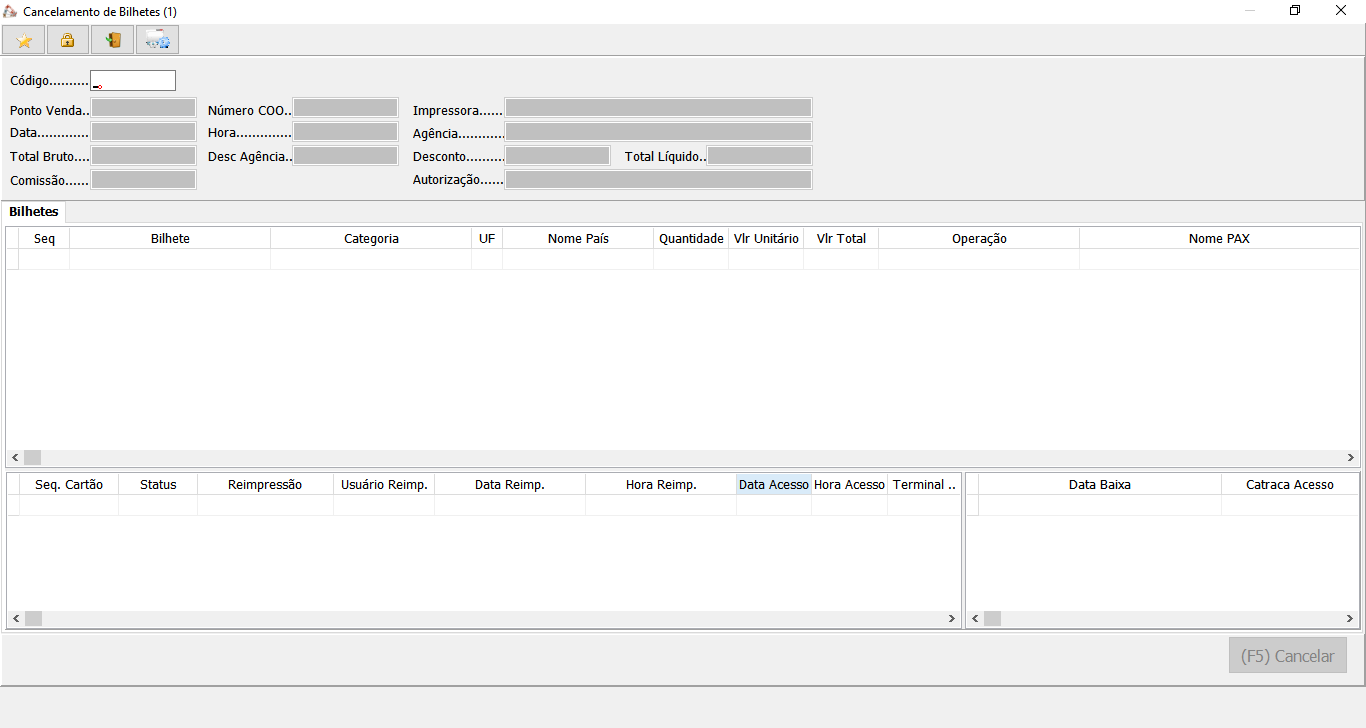 Cancelamento de Bilhetes (1)
Código..........
Ponto Venda.. Número COO.. Impressora......
Data............ Hora.............. Agência...........
Total Bruto.... Desc Agência.. Desconto......... Total Líquido..
Comissão...... Autorização......
Bilhetes
Seq Bilhete Categoria UF Nome País Quantidade Vlr Unitário Vlr Total Operação Nome PAX
Seq. Cartão Status Reimpressão Usuário Reimp. Data Reimp. Hora Reimp. Data Acesso Hora Acesso Terminal .. Data Baixa Catraca Acesso
(F5) Cancelar